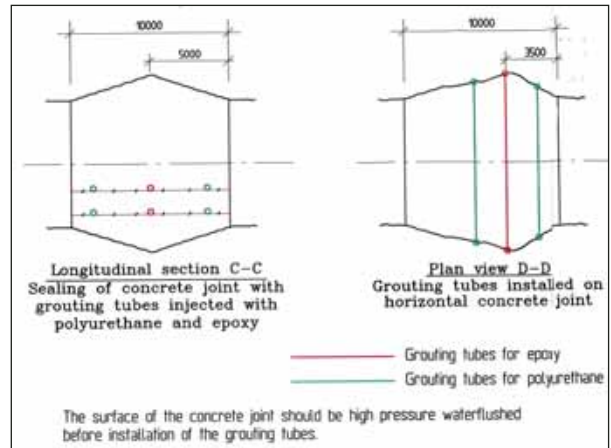 10000
5000
10000
3500
Longitudinal section C-C
Sealing of concrete joint with
grouting tubes injected with
polyurethane and epoxy
Plan view D-D
Grouting tubes installed on
horizontal concrete joint
Grouting tubes for epoxy
Grouting tubes for polyurethane
The surface of the concrete joint should be high pressure waterflushed
before installation of the grouting tubes.